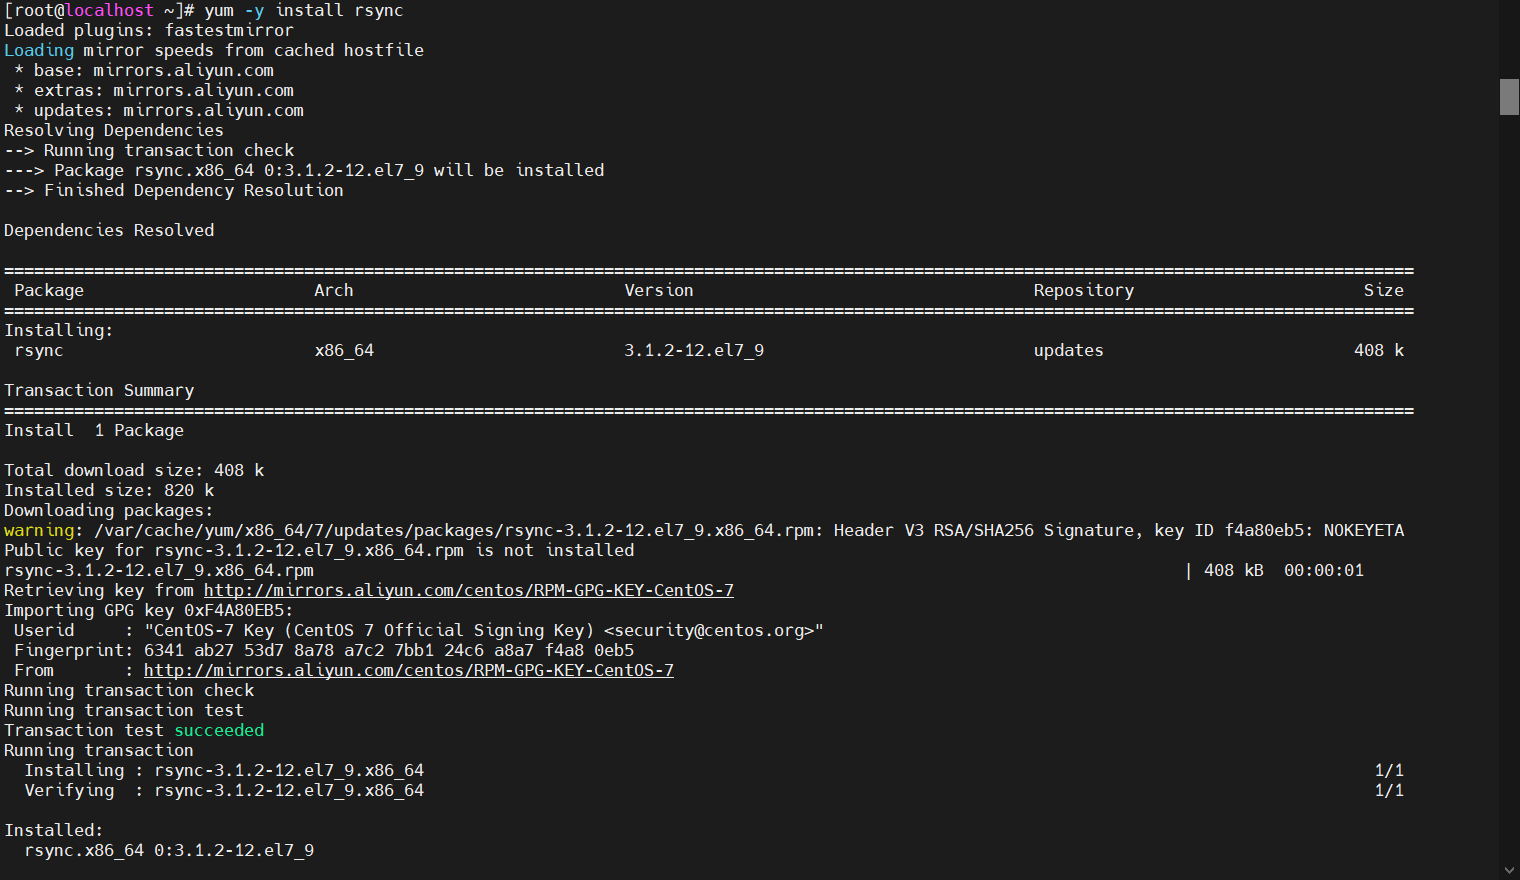 [root@localhost ~]# yum -y install rsync
Loaded plugins: fastestmirror
Loading mirror speeds from cached hostfile
 * base: mirrors.aliyun.com
 * extras: mirrors.aliyun.com
 * updates: mirrors.aliyun.com
Resolving Dependencies
--> Running transaction check
---> Package rsync.x86_64 0:3.1.2-12.el7_9 will be installed
--> Finished Dependency Resolution

Dependencies Resolved

=============================================================================================================================================
 Package                       Arch                           Version                                  Repository                       Size
=============================================================================================================================================
Installing:
 rsync                         x86_64                         3.1.2-12.el7_9                           updates                         408 k

Transaction Summary
=============================================================================================================================================
Install  1 Package

Total download size: 408 k
Installed size: 820 k
Downloading packages:
warning: /var/cache/yum/x86_64/7/updates/packages/rsync-3.1.2-12.el7_9.x86_64.rpm: Header V3 RSA/SHA256 Signature, key ID f4a80eb5: NOKEYETA
Public key for rsync-3.1.2-12.el7_9.x86_64.rpm is not installed
rsync-3.1.2-12.el7_9.x86_64.rpm                                                                                       | 408 kB  00:00:01
Retrieving key from http://mirrors.aliyun.com/centos/RPM-GPG-KEY-CentOS-7
Importing GPG key 0xF4A80EB5:
 Userid     : "CentOS-7 Key (CentOS 7 Official Signing Key) <security@centos.org>"
 Fingerprint: 6341 ab27 53d7 8a78 a7c2 7bb1 24c6 a8a7 f4a8 0eb5
 From       : http://mirrors.aliyun.com/centos/RPM-GPG-KEY-CentOS-7
Running transaction check
Running transaction test
Transaction test succeeded
Running transaction
  Installing : rsync-3.1.2-12.el7_9.x86_64                                                                                               1/1
  Verifying  : rsync-3.1.2-12.el7_9.x86_64                                                                                               1/1

Installed:
  rsync.x86_64 0:3.1.2-12.el7_9